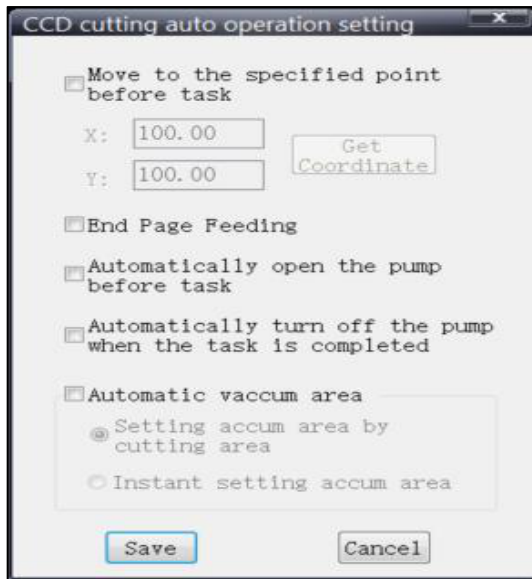 CCD cutting auto operation setting
Move to the specified point
before task
X: 100.00
Get
Coordinate
Y: 100.00
End Page Feeding
Automatically open the pump
before task
Automatically turn off the pump
when the task is completed
Automatic vaccum area
Setting accum area by
cutting area
Instant setting accum area
Save Cancel